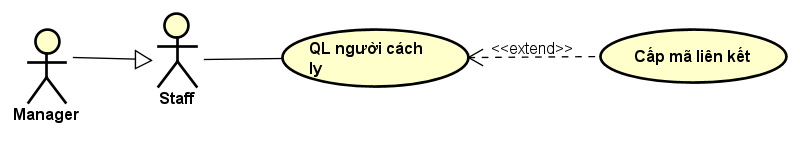 QL người cách
ly
<<extend>>
Cấp mã liên kết
Staff
Manager